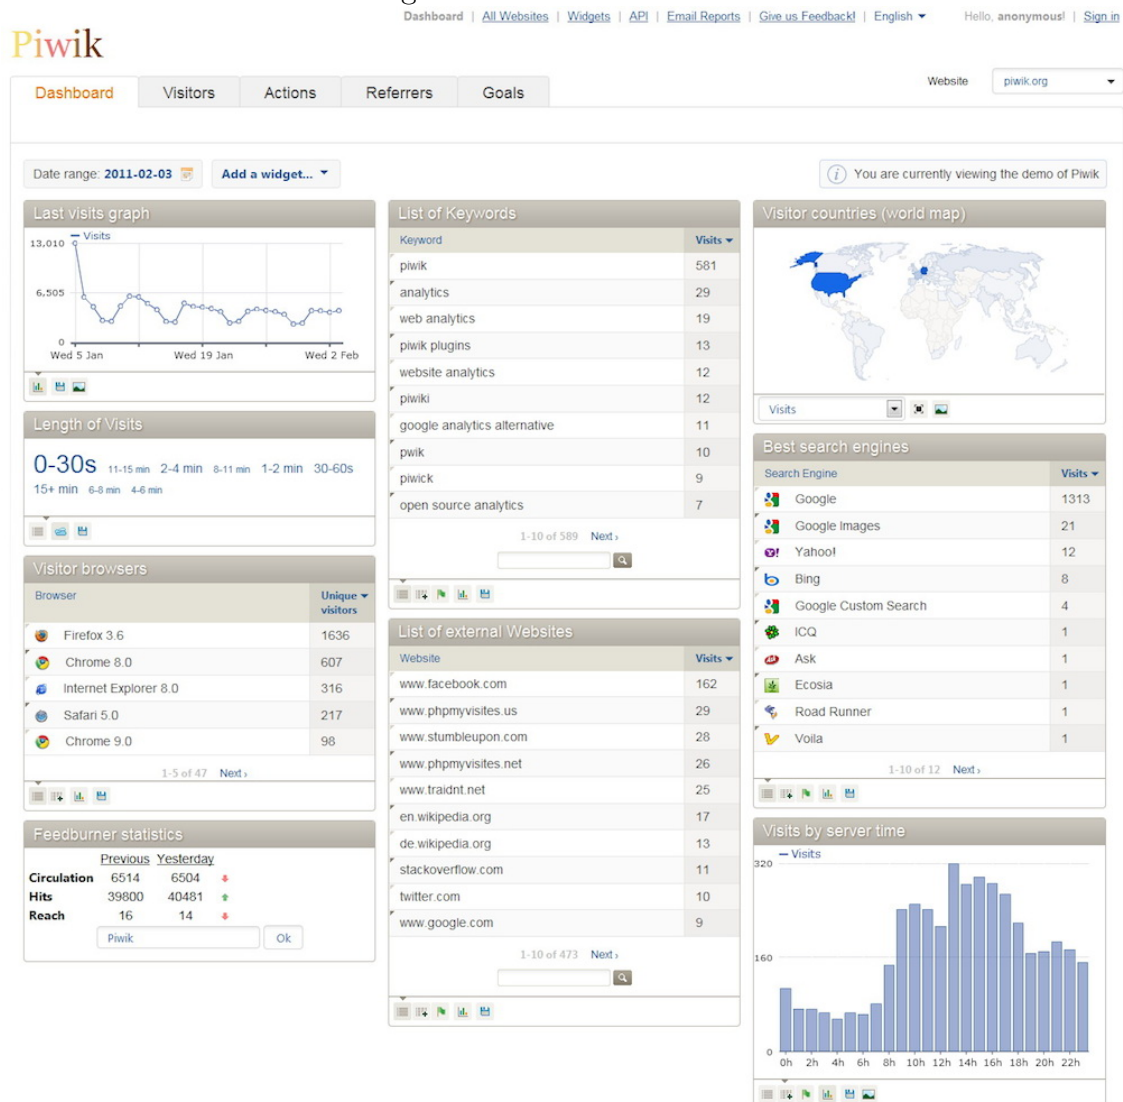 Dashboard | All Websites | Widgets | API | Email Reports | Give us Feedback! | English Hello, anonymous! | Sign in
Piwik
Dashboard Visitors Actions Referrers Goals
Website piwik.org
Date range: 2011-02-03 Add a widget...
You are currently viewing the demo of Piwik
Last visits graph
Visits
13,010
6,505
0
Wed 5 Jan Wed 19 Jan Wed 2 Feb
Length of Visits
0-30s 11-15 min 2-4 min 8-11 min 1-2 min 30-60s
15+ min 6-8 min 4-6 min
Visitor browsers
Browser Unique visitors
Firefox 3.6 1636
Chrome 8.0 607
Internet Explorer 8.0 316
Safari 5.0 217
Chrome 9.0 98
1-5 of 47 Next ›
Feedburner statistics
Previous Yesterday
Circulation 6514 6504
Hits 39800 40481
Reach 16 14
Piwik Ok
List of Keywords
Keyword Visits
piwik 581
analytics 29
web analytics 19
piwik plugins 13
website analytics 12
piwiki 12
google analytics alternative 11
pwik 10
piwick 9
open source analytics 7
1-10 of 589 Next ›
List of external Websites
Website Visits
www.facebook.com 162
www.phpmyvisites.us 29
www.stumbleupon.com 28
www.phpmyvisites.net 26
www.traidnt.net 25
en.wikipedia.org 17
de.wikipedia.org 13
stackoverflow.com 11
twitter.com 10
www.google.com 9
1-10 of 473 Next ›
Visitor countries (world map)
Visits
Best search engines
Search Engine Visits
Google 1313
Google Images 21
Yahoo! 12
Bing 8
Google Custom Search 4
ICQ 1
Ask 1
Ecosia 1
Road Runner 1
Voila 1
1-10 of 12 Next ›
Visits by server time
Visits
320
160
0
0h 2h 4h 6h 8h 10h 12h 14h 16h 18h 20h 22h